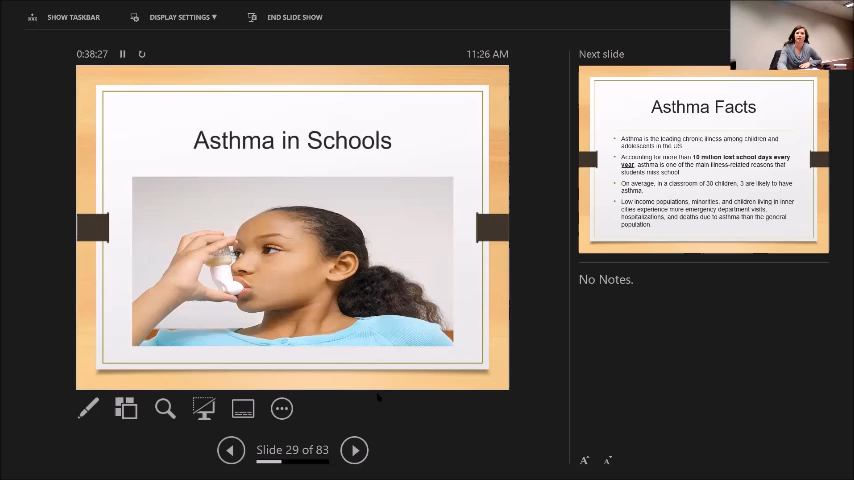 SHOW TASKBAR
DISPLAY SETTINGS ▼
END SLIDE SHOW
0:38:27
11:26 AM
Asthma in Schools
Slide 29 of 83
Next slide
Asthma Facts
• Asthma is the leading chronic illness among children and
adolescents in the US
• Accounting for more than 10 million lost school days every
year, asthma is one of the main illness-related reasons that
students miss school
• On average, in a classroom of 30 children, 3 are likely to have
asthma.
• Low income populations, minorities, and children living in inner
cities experience more emergency department visits,
hospitalizations, and deaths due to asthma than the general
population.
No Notes.
A A